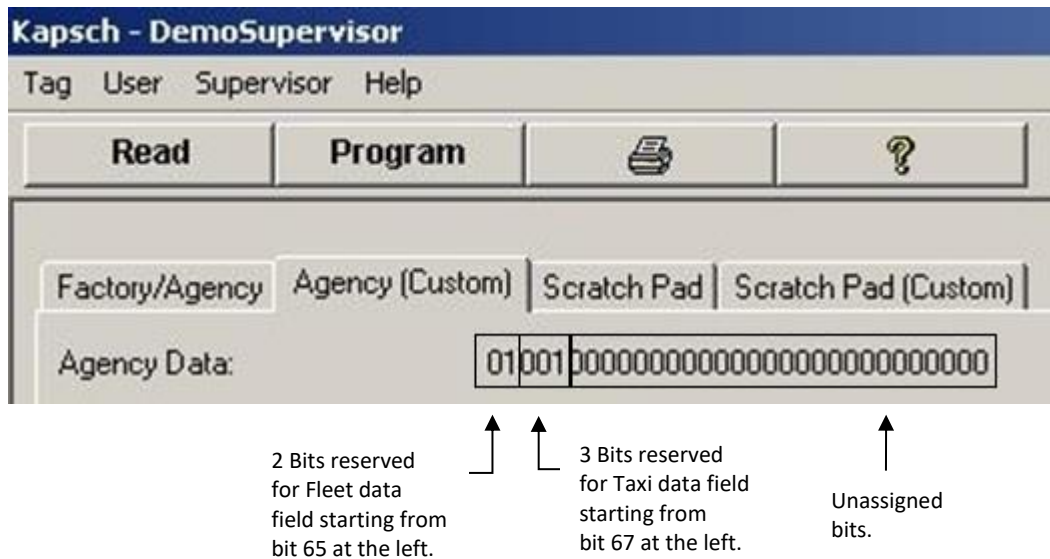 Kapsch - DemoSupervisor
Tag User Supervisor Help
Read Program
Factory/Agency Agency (Custom) Scratch Pad Scratch Pad (Custom)
Agency Data: 01 001
2 Bits reserved
for Fleet data
field starting from
bit 65 at the left.
3 Bits reserved
for Taxi data field
starting from
bit 67 at the left.
Unassigned
bits.